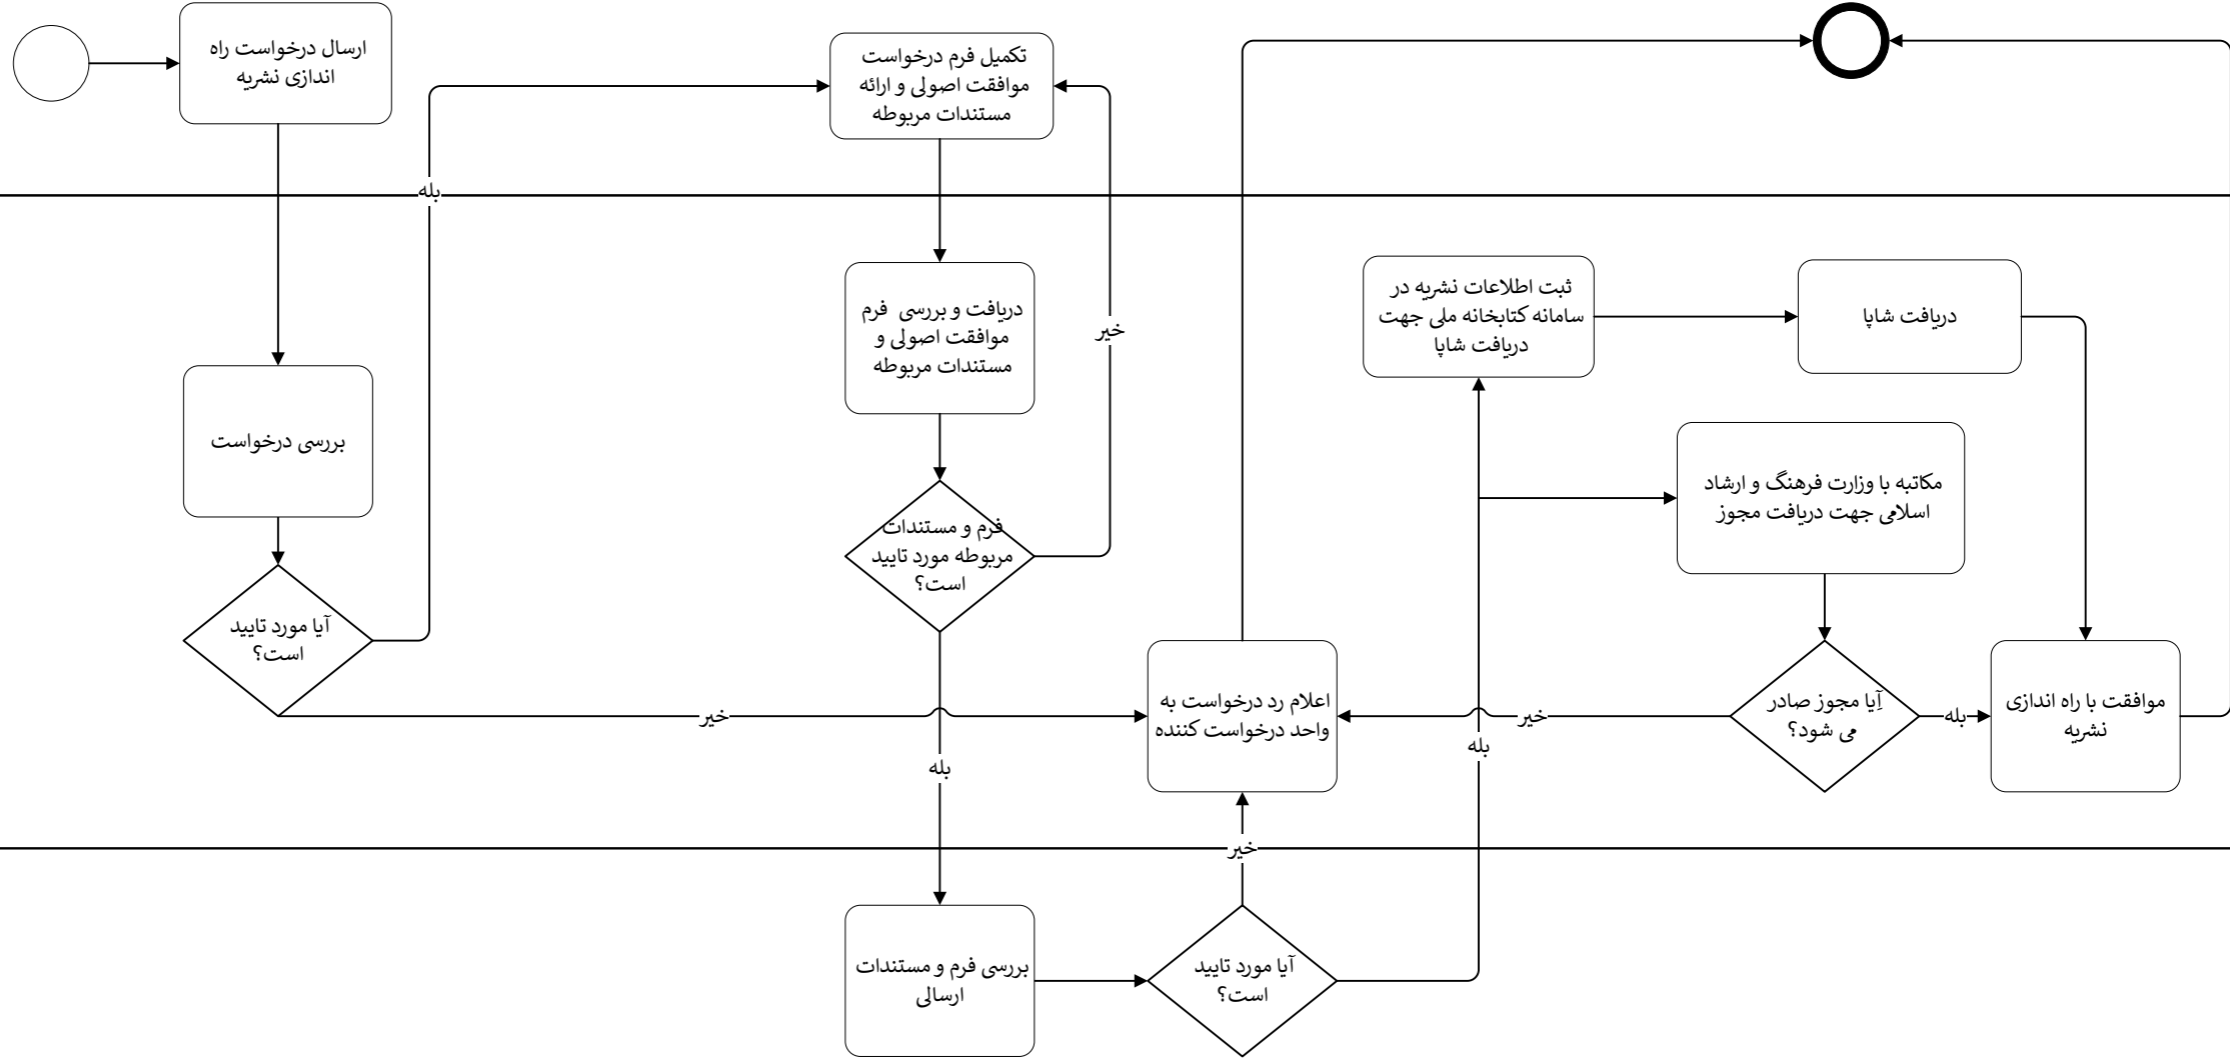 ارسال درخواست راه
اندازی نشریه
تکمیل فرم درخواست
موافقت اصولی و ارائه
مستندات مربوطه
بله
ثبت اطلاعات نشریه در
سامانه کتابخانه ملی جهت
دریافت شاپا
دریافت شاپا
دریافت و بررسی فرم
موافقت اصولی و
مستندات مربوطه
خیر
بررسی درخواست
مکاتبه با وزارت فرهنگ و ارشاد
اسلامی جهت دریافت مجوز
فرم و مستندات
مربوطه مورد تایید
است؟
آیا مورد تایید
است؟
خیر
اعلام رد درخواست به
واحد درخواست کننده
خیر
آِیا مجوز صادر
می شود؟
بله
موافقت با راه اندازی
نشریه
بله
بله
خیر
بررسی فرم و مستندات
ارسالی
آیا مورد تایید
است؟